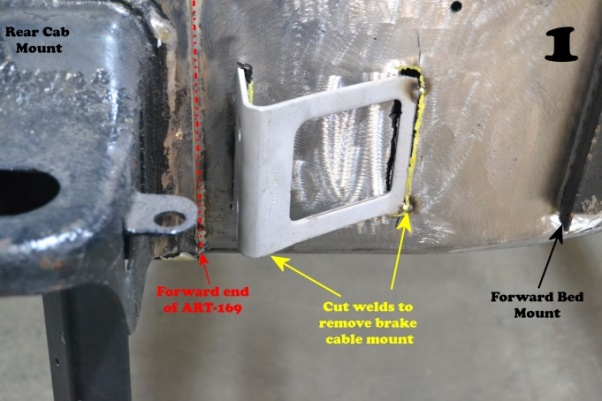 Rear Cab
Mount
1
Forward end
of ART-169
Cut welds to
remove brake
cable mount
Forward Bed
Mount